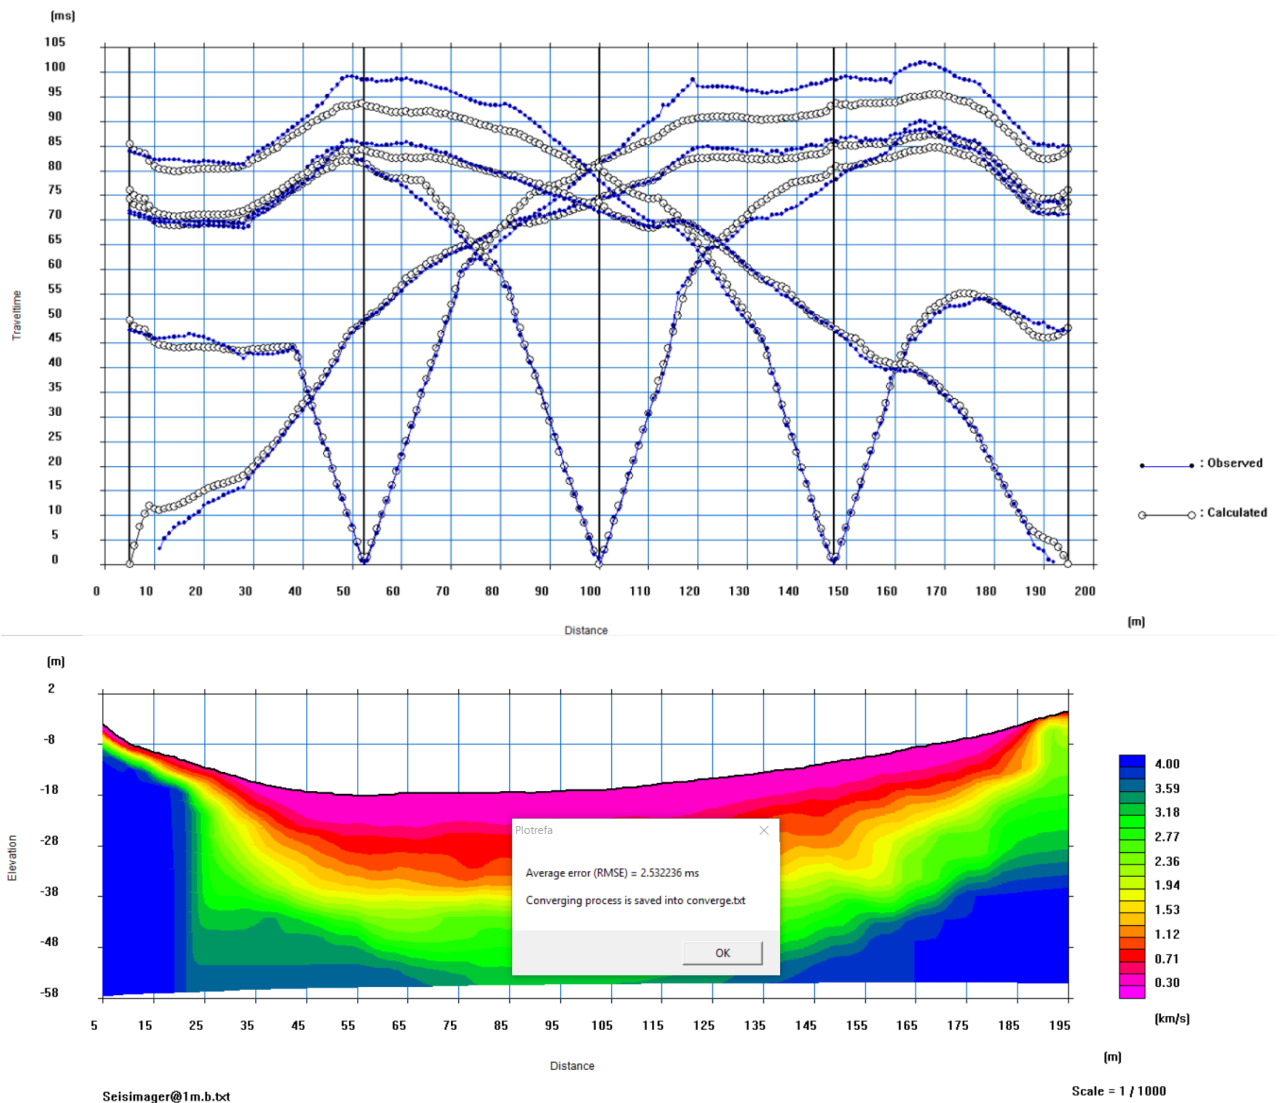 (ms)
105
100
95
90
85
80
75
70
65
60
55
50
45
40
35
30
25
20
15
10
5
0
Traveltime
0 10 20 30 40 50 60 70 80 90 100 110 120 130 140 150 160 170 180 190 200
(m)
Distance
: Observed
: Calculated
(m)
2
-8
-18
-28
-38
-48
-58
Elevation
Plotrefa
Average error (RMSE) = 2.532236 ms
Converging process is saved into converge.txt
OK
4.00
3.59
3.18
2.77
2.36
1.94
1.53
1.12
0.71
0.30
(km/s)
5 15 25 35 45 55 65 75 85 95 105 115 125 135 145 155 165 175 185 195
(m)
Distance
Seisimager@1m.b.txt
Scale = 1 / 1000